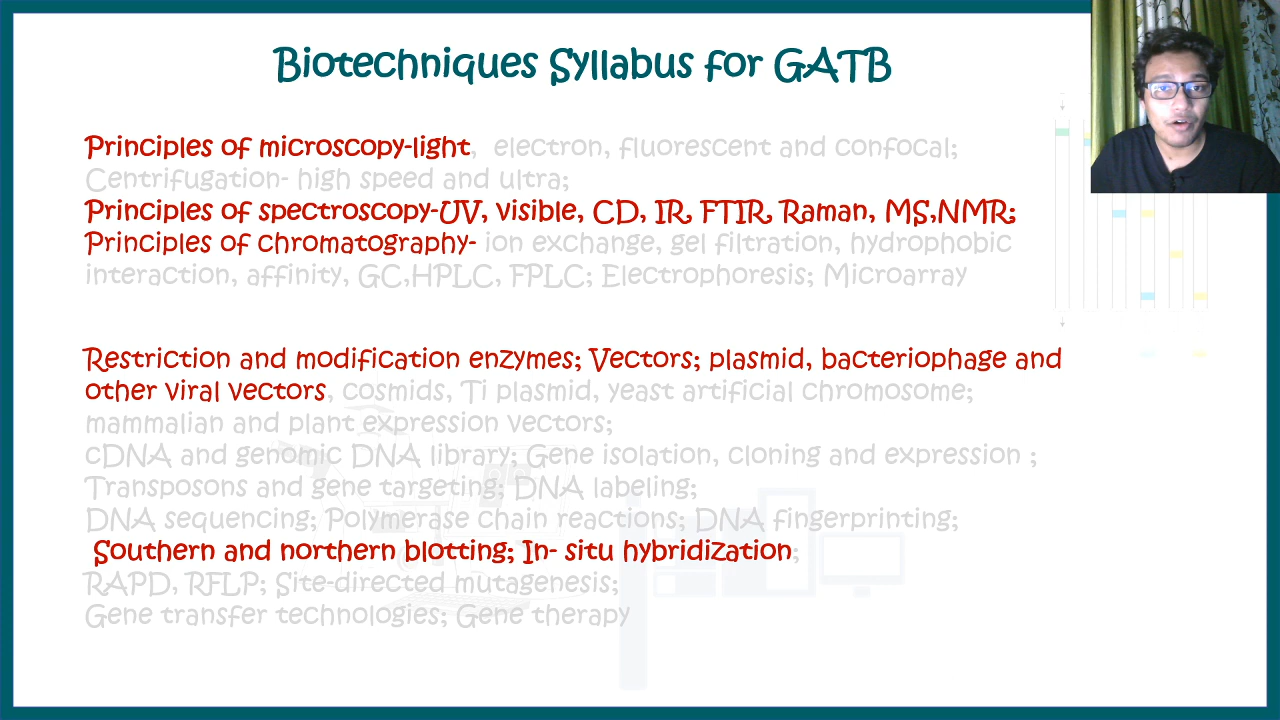 Biotechniques Syllabus for GATB
Principles of microscopy-light, electron, fluorescent and confocal;
Centrifugation- high speed and ultra;
Principles of spectroscopy-UV, visible, CD, IR, FTIR, Raman, MS,NMR;
Principles of chromatography- ion exchange, gel filtration, hydrophobic
interaction, affinity, GC,HPLC, FPLC; Electrophoresis; Microarray
Restriction and modification enzymes; Vectors; plasmid, bacteriophage and
other viral vectors, cosmids, Ti plasmid, yeast artificial chromosome;
mammalian and plant expression vectors;
cDNA and genomic DNA library; Gene isolation, cloning and expression ;
Transposons and gene targeting; DNA labeling;
DNA sequencing; Polymerase chain reactions; DNA fingerprinting;
Southern and northern blotting; In- situ hybridization;
RAPD, RFLP; Site-directed mutagenesis;
Gene transfer technologies; Gene therapy